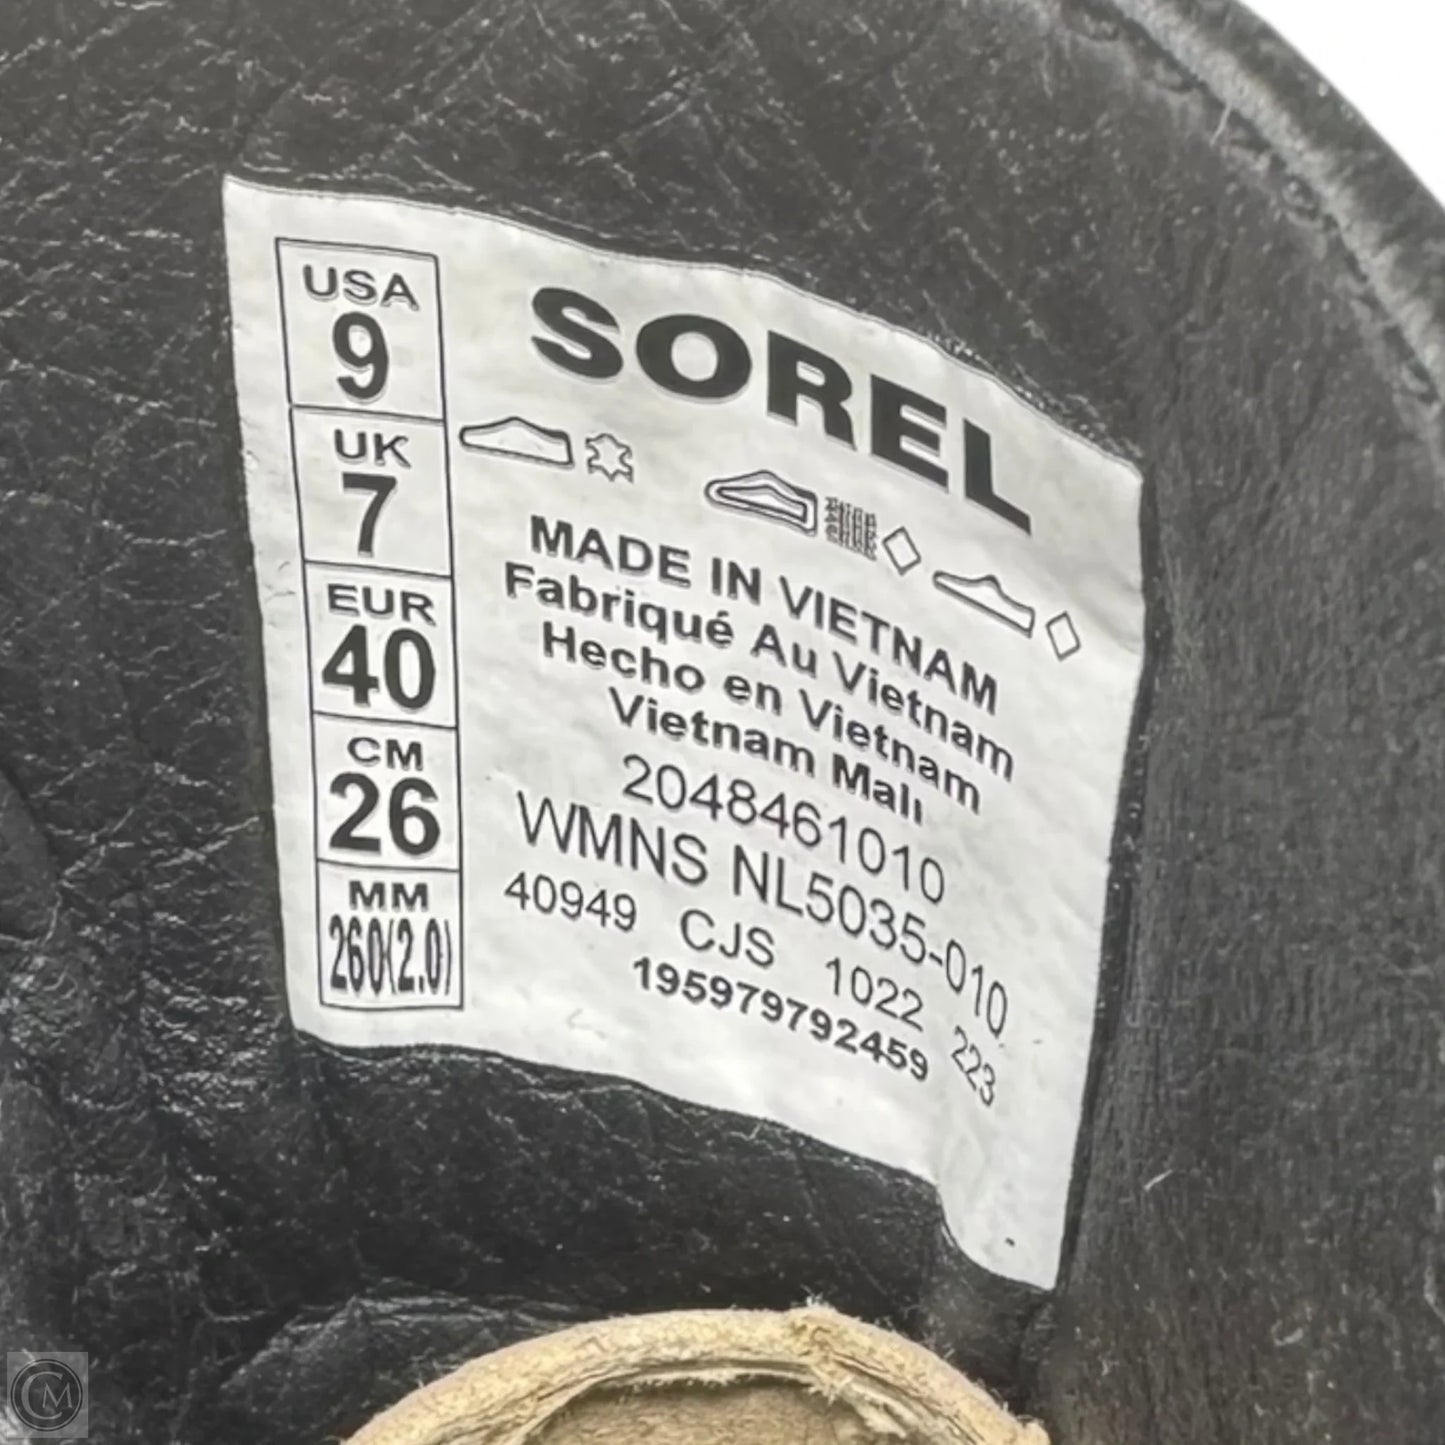 USA
9
UK
7
EUR
40
CM
26
MM
260(2.0)
SOREL
MADE IN VIETNAM
Fabriqué Au Vietnam
Hecho en Vietnam
Vietnam Malı
2048461010
WMNS NL5035-010
40949 CJS 1022 223
195979792459
CM